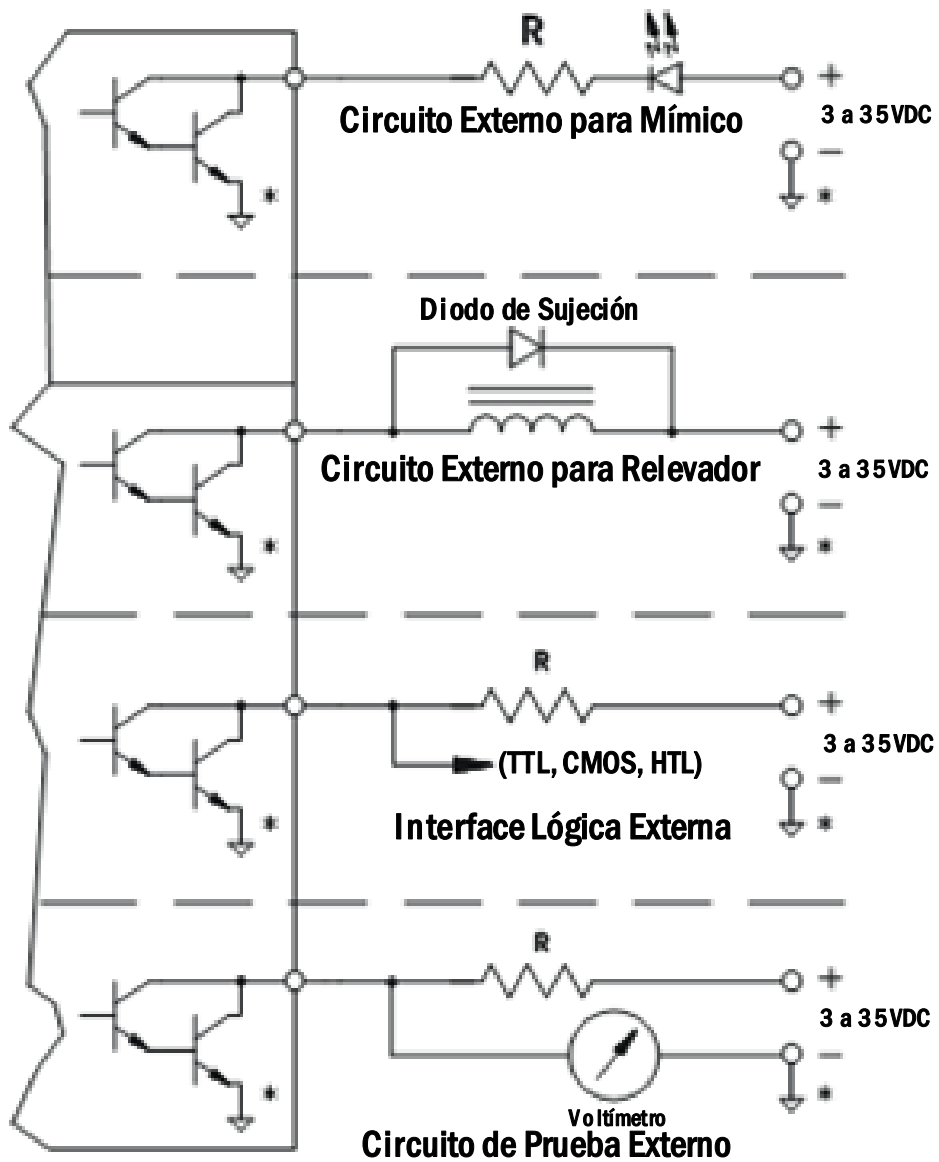 R
Circuito Externo para Mímico
+
3 a 35VDC
–
*
*
Diodo de Sujeción
Circuito Externo para Relevador
+
3 a 35VDC
–
*
*
R
+
3 a 35VDC
(TTL, CMOS, HTL)
–
Interface Lógica Externa
*
*
R
+
3 a 35VDC
–
*
*
Voltímetro
Circuito de Prueba Externo